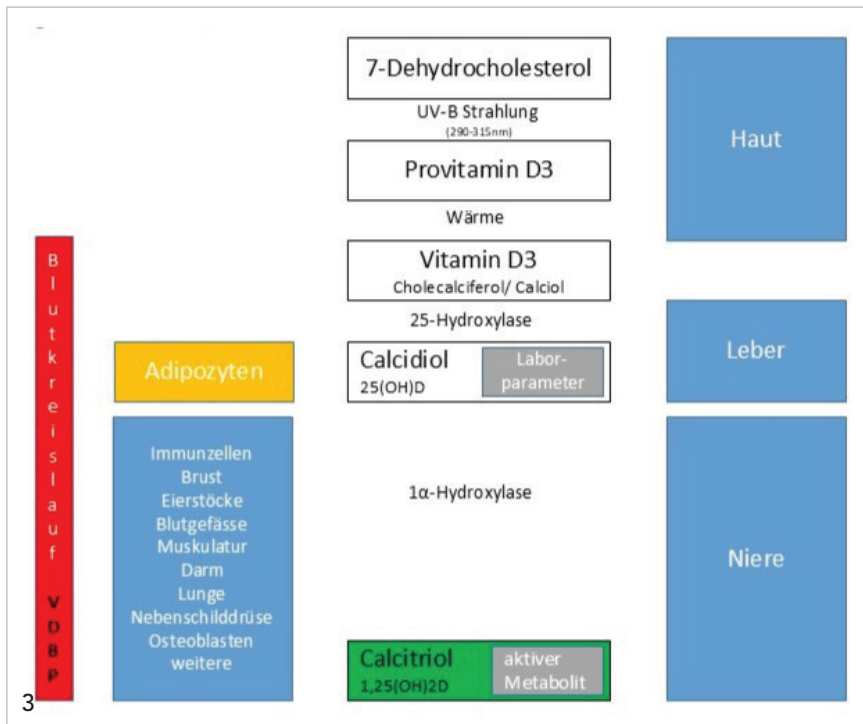 7-Dehydrocholesterol
UV-B Strahlung
(290-315nm)
Provitamin D3
Wärme
Vitamin D3
Cholecalciferol/ Calciol
25-Hydroxylase
Calcidiol
25(OH)D
Labor-
parameter
1α-Hydroxylase
Calcitriol
1,25(OH)2D
aktiver
Metabolit
Haut
Leber
Niere
Adipozyten
Immunzellen
Brust
Eierstöcke
Blutgefässe
Muskulatur
Darm
Lunge
Nebenschilddrüse
Osteoblasten
weitere
Blutkreislauf VDBP
3